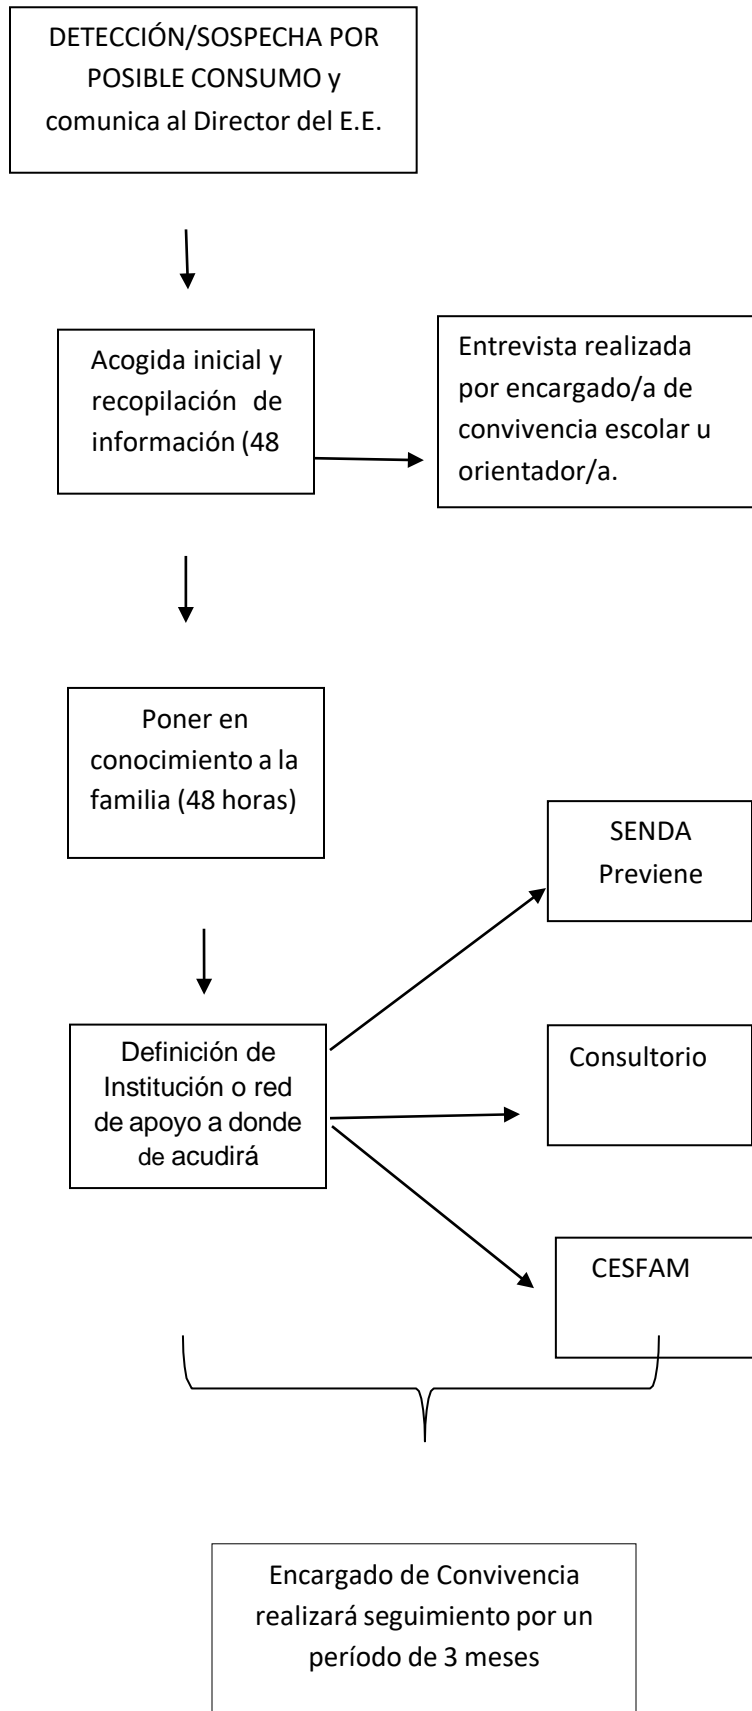 DETECCIÓN/SOSPECHA POR
POSIBLE CONSUMO y
comunica al Director del E.E.
Acogida inicial y
recopilación de
información (48
Entrevista realizada
por encargado/a de
convivencia escolar u
orientador/a.
Poner en
conocimiento a la
familia (48 horas)
SENDA
Previene
Definición de
Institución o red
de apoyo a donde
de acudirá
Consultorio
CESFAM
Encargado de Convivencia
realizará seguimiento por un
período de 3 meses